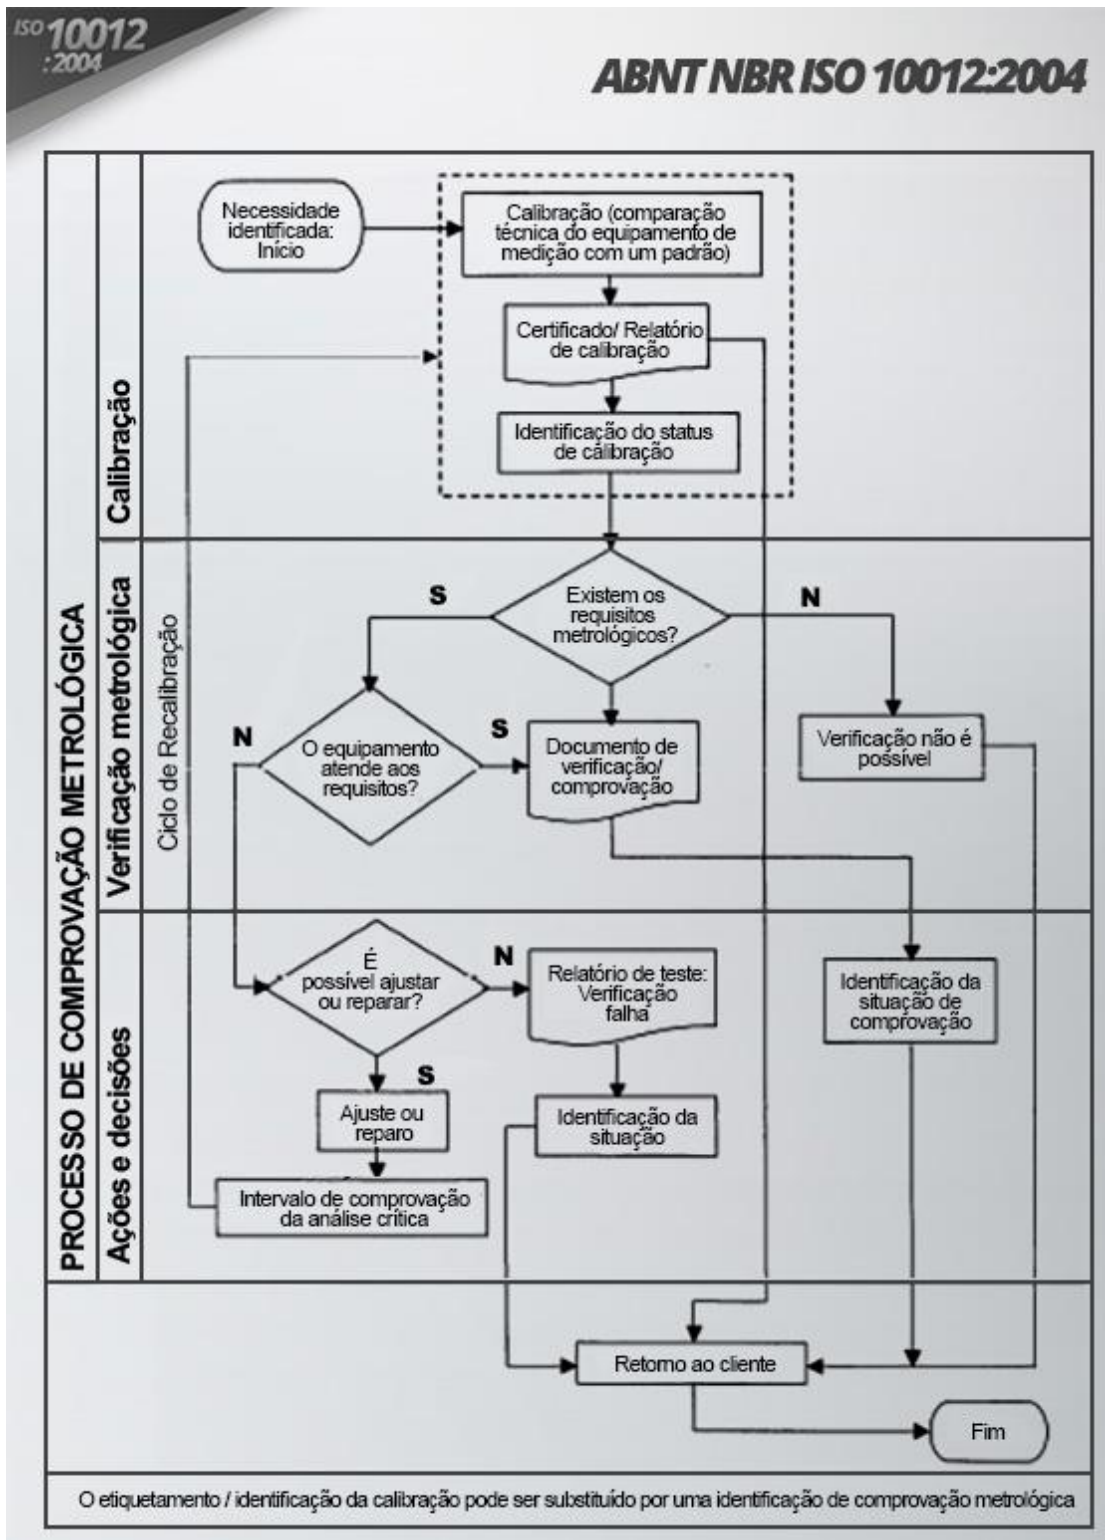 ISO 10012
:2004
ABNT NBR ISO 10012:2004
PROCESSO DE COMPROVAÇÃO METROLÓGICA
Calibração
Necessidade
identificada:
Início
Calibração (comparação
técnica do equipamento de
medição com um padrão)
Certificado/ Relatório
de calibração
Identificação do status
de calibração
Verificação metrológica
Ciclo de Recalibração
S
Existem os
requisitos
metrológicos?
N
N
O equipamento
atende aos
requisitos?
S
Documento de
verificação/
comprovação
Verificação não é
possível
Ações e decisões
É
possível ajustar
ou reparar?
N
Relatório de teste:
Verificação
falha
Identificação da
situação de
comprovação
S
Ajuste ou
reparo
Identificação da
situação
Intervalo de comprovação
da análise crítica
Retorno ao cliente
Fim
O etiquetamento / identificação da calibração pode ser substituído por uma identificação de comprovação metrológica